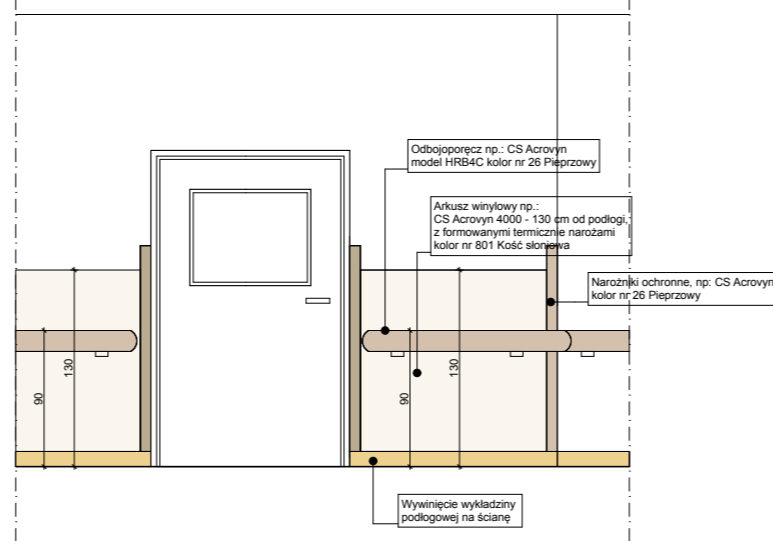 Odbojoporęcz np.: CS Acrovyn
model HRB4C kolor nr 26 Pieprzowy
Arkusz winylowy np.:
CS Acrovyn 4000 - 130 cm od podłogi,
z formowanymi termicznie narożami
kolor nr 801 Kość słoniowa
Narożniki ochronne, np: CS Acrovyn
kolor nr 26 Pieprzowy
90
130
90
130
Wywinięcie wykładziny
podłogowej na ścianę